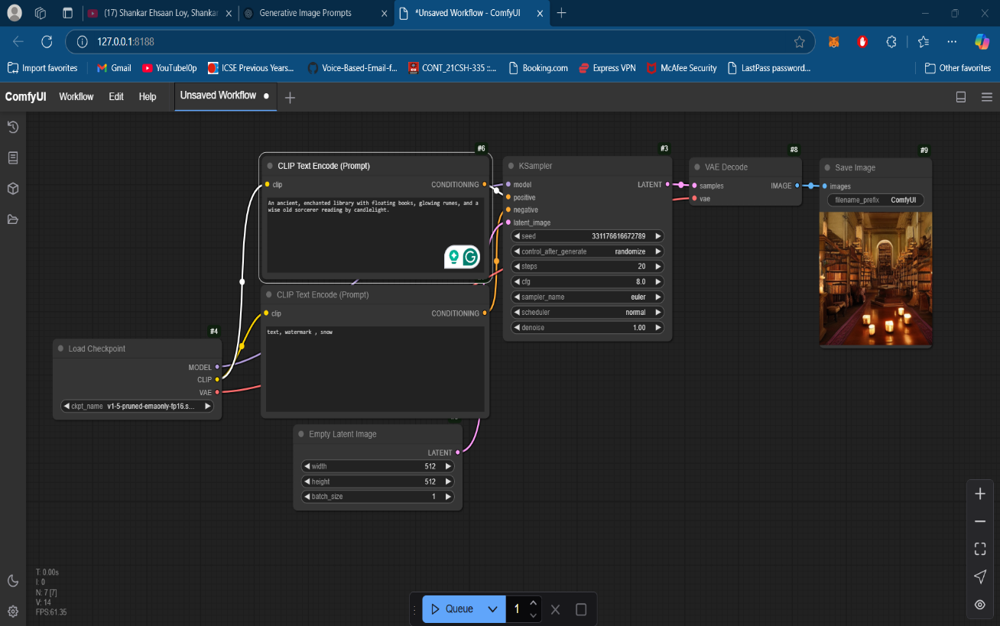 (17) Shankar Ehsaan Loy, Shankar
Generative Image Prompts
*Unsaved Workflow - ComfyUI
127.0.0.1:8188
Import favorites
Gmail
YouTubel0p
ICSE Previous Years...
Voice-Based-Email-f...
CONT_21CSH-335 ::...
Booking.com
Express VPN
McAfee Security
LastPass password...
Other favorites
ComfyUI
Workflow
Edit
Help
Unsaved Workflow
#6
CLIP Text Encode (Prompt)
clip
CONDITIONING
An ancient, enchanted library with floating books, glowing runes, and a
wise old sorcerer reading by candlelight.
CLIP Text Encode (Prompt)
clip
CONDITIONING
text, watermark , snow
#4
Load Checkpoint
MODEL
CLIP
VAE
ckpt_name v1-5-pruned-emaonly-fp16.s...
Empty Latent Image
LATENT
width 512
height 512
batch_size 1
#3
KSampler
model
LATENT
positive
negative
latent_image
seed 331176616672789
control_after_generate randomize
steps 20
cfg 8.0
sampler_name euler
scheduler normal
denoise 1.00
#8
VAE Decode
samples
IMAGE
vae
#9
Save Image
images
filename_prefix ComfyUI
T: 0.00s
I: 0
N: 7 [7]
V: 14
FPS:61.35
Queue
1